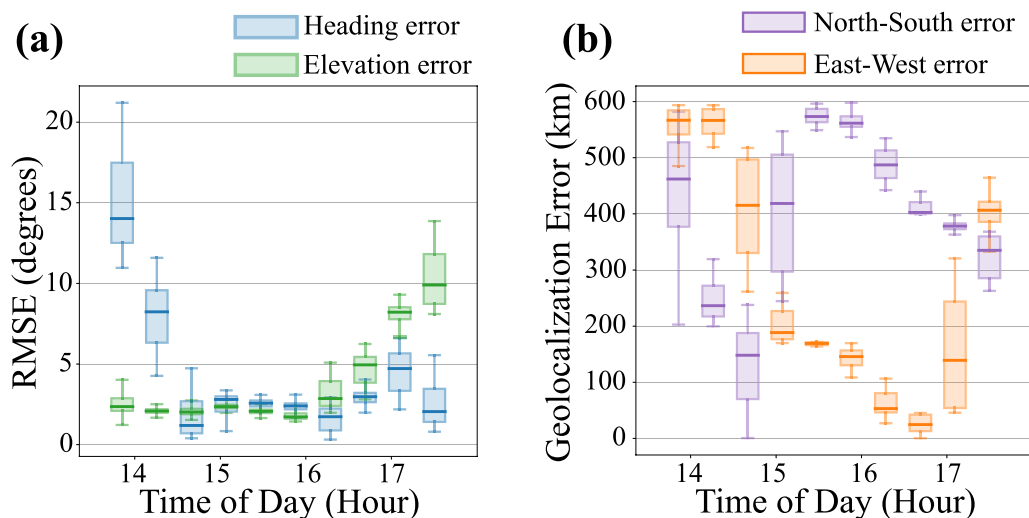 (a)
Heading error
Elevation error
RMSE (degrees)
20
15
10
5
0
14
15
16
17
Time of Day (Hour)
(b)
North-South error
East-West error
Geolocalization Error (km)
600
500
400
300
200
100
0
14
15
16
17
Time of Day (Hour)